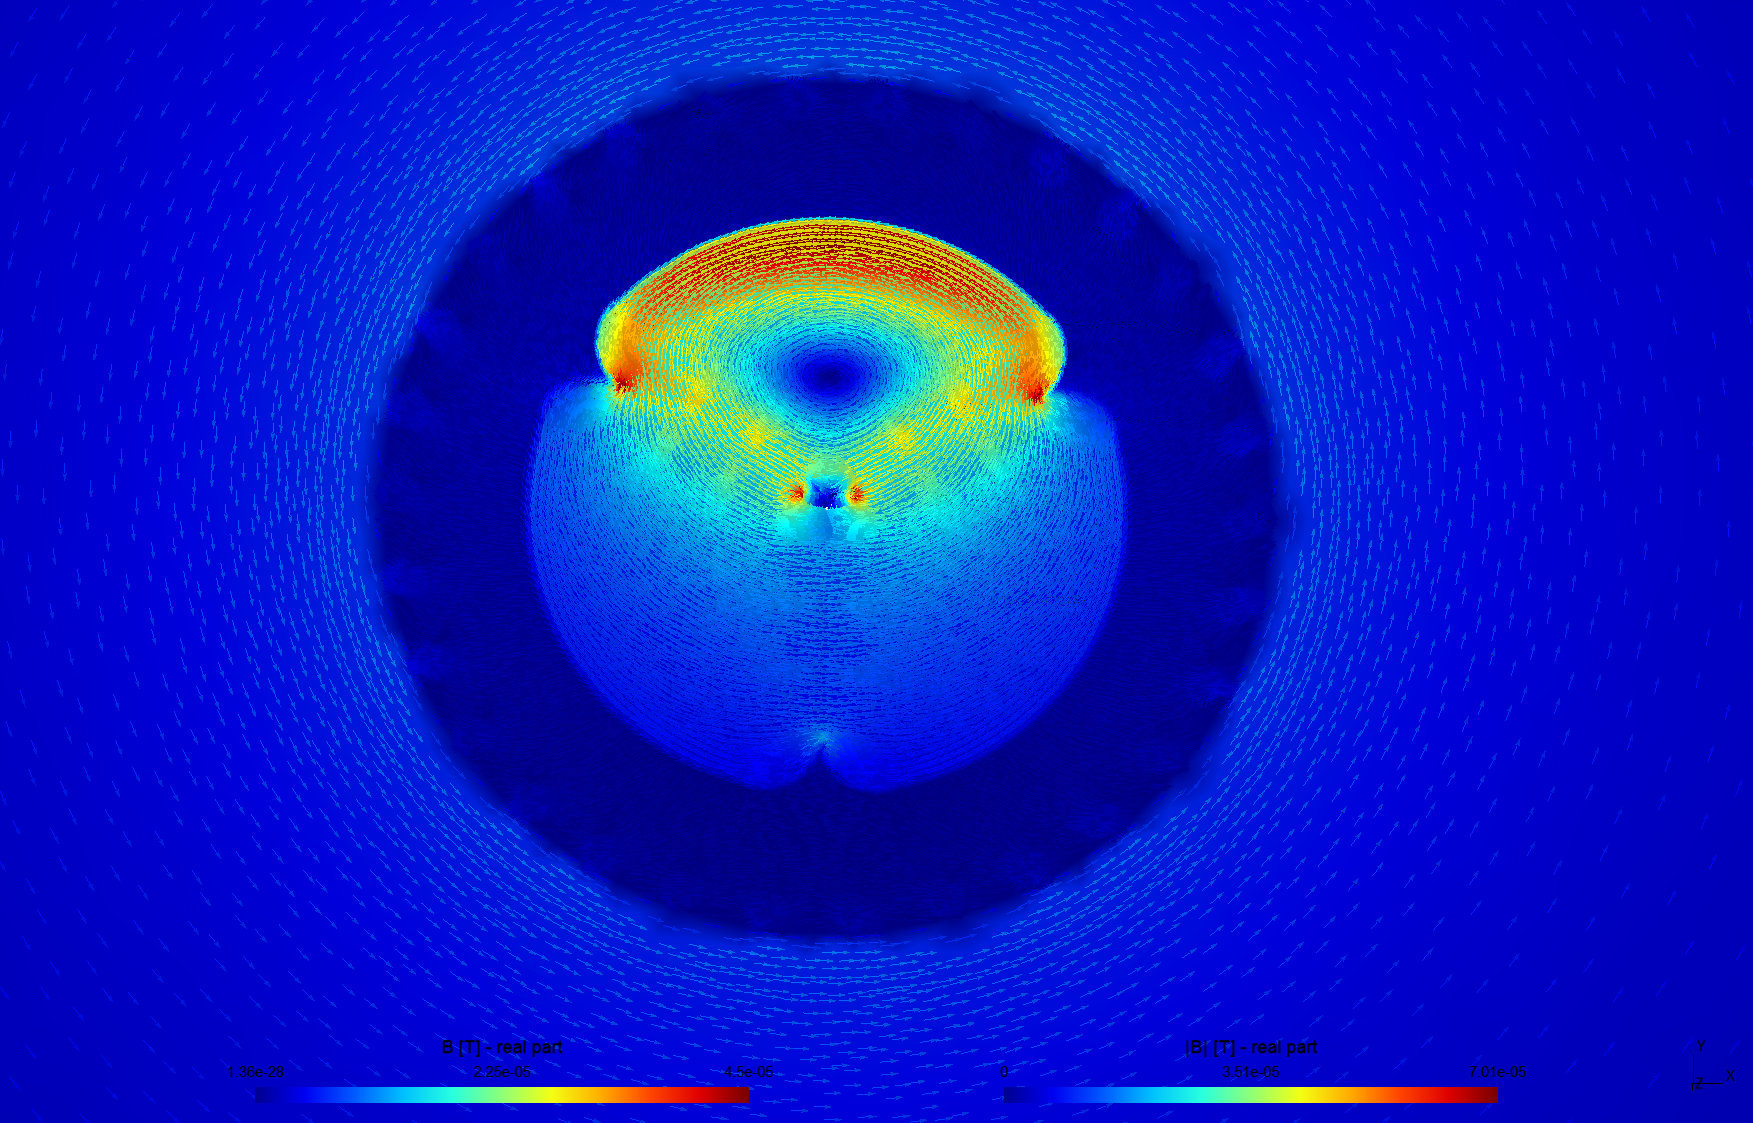 B [T] - real part
1.36e-28
2.25e-05
4.5e-05
|B| [T] - real part
0
3.51e-05
7.01e-05
Y
Z
X